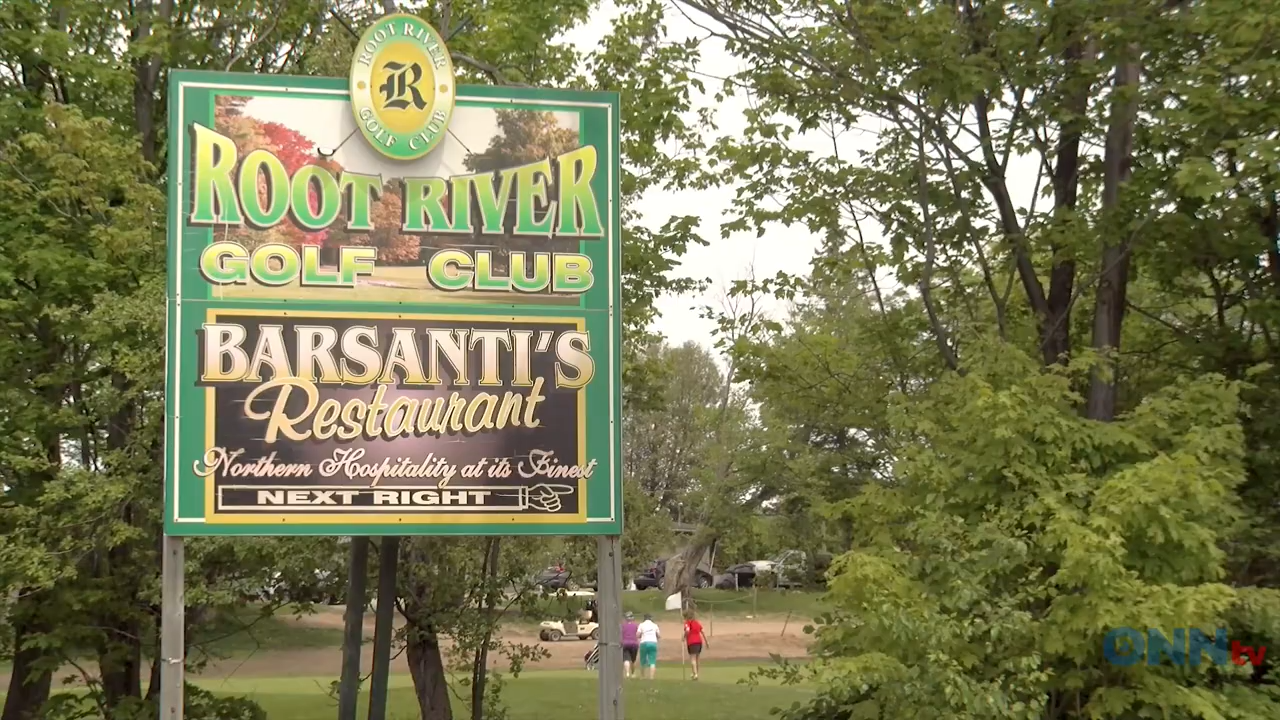 ROOT RIVER
R
GOLF CLUB
ROOT RIVER
GOLF CLUB
BARSANTI'S
Restaurant
Northern Hospitality at its Finest
NEXT RIGHT
ONNtv